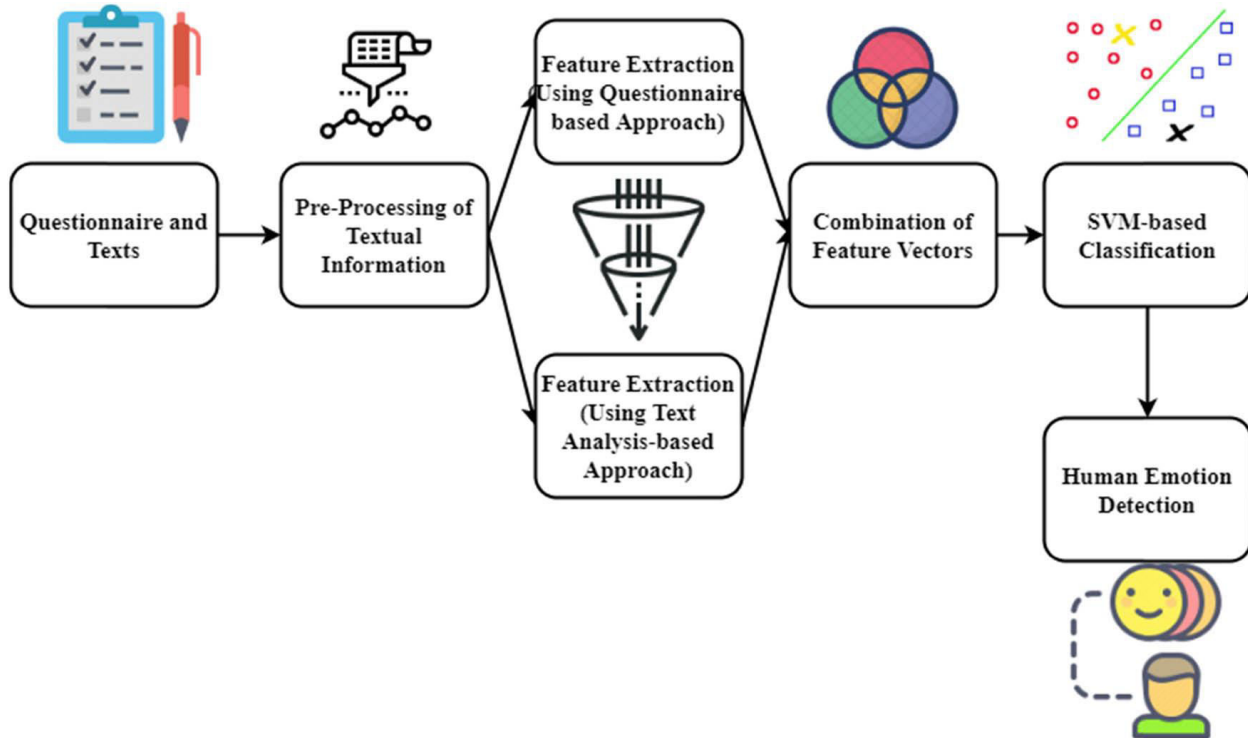 Questionnaire and
Texts
Pre-Processing of
Textual
Information
Feature Extraction
(Using Questionnaire
based Approach)
Feature Extraction
(Using Text
Analysis-based
Approach)
Combination of
Feature Vectors
SVM-based
Classification
Human Emotion
Detection